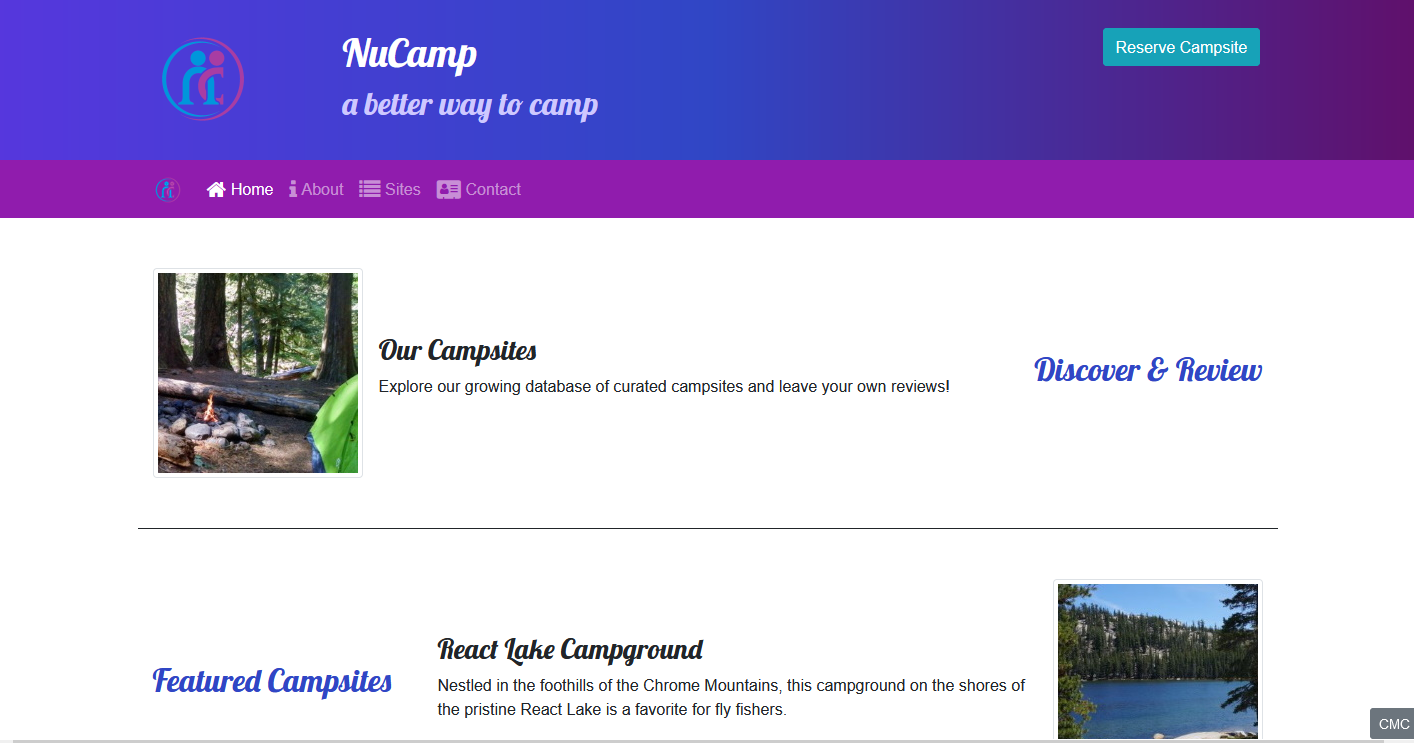 NuCamp
a better way to camp
Reserve Campsite
Home About Sites Contact
Our Campsites
Explore our growing database of curated campsites and leave your own reviews!
Discover & Review
Featured Campsites
React Lake Campground
Nestled in the foothills of the Chrome Mountains, this campground on the shores of
the pristine React Lake is a favorite for fly fishers.
CMC